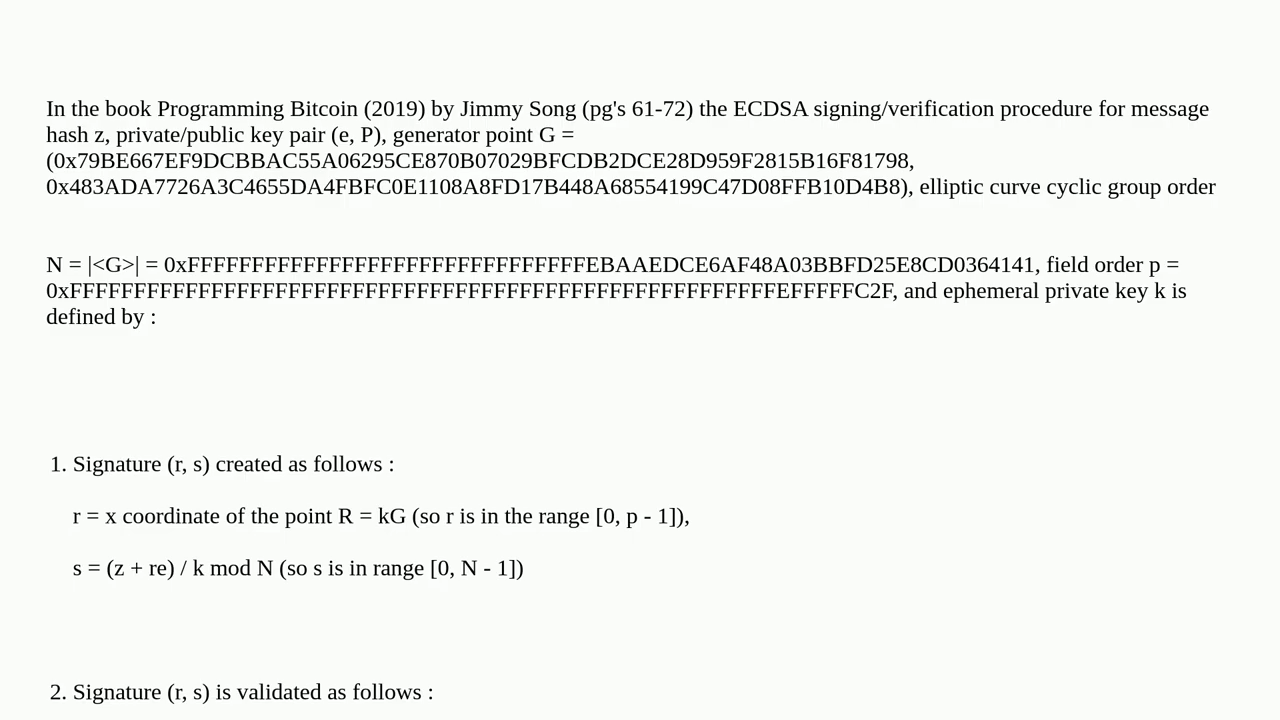 In the book Programming Bitcoin (2019) by Jimmy Song (pg's 61-72) the ECDSA signing/verification procedure for message
hash z, private/public key pair (e, P), generator point G =
(0x79BE667EF9DCBBAC55A06295CE870B07029BFCDB2DCE28D959F2815B16F81798,
0x483ADA7726A3C4655DA4FBFC0E1108A8FD17B448A68554199C47D08FFB10D4B8), elliptic curve cyclic group order
N = |<G>| = 0xFFFFFFFFFFFFFFFFFFFFFFFFFFFFFFFEBAAEDCE6AF48A03BBFD25E8CD0364141, field order p =
0xFFFFFFFFFFFFFFFFFFFFFFFFFFFFFFFFFFFFFFFFFFFFFFFFFFFFFFFEFFFFFC2F, and ephemeral private key k is
defined by :
1. Signature (r, s) created as follows :
r = x coordinate of the point R = kG (so r is in the range [0, p - 1]),
s = (z + re) / k mod N (so s is in range [0, N - 1])
2. Signature (r, s) is validated as follows :